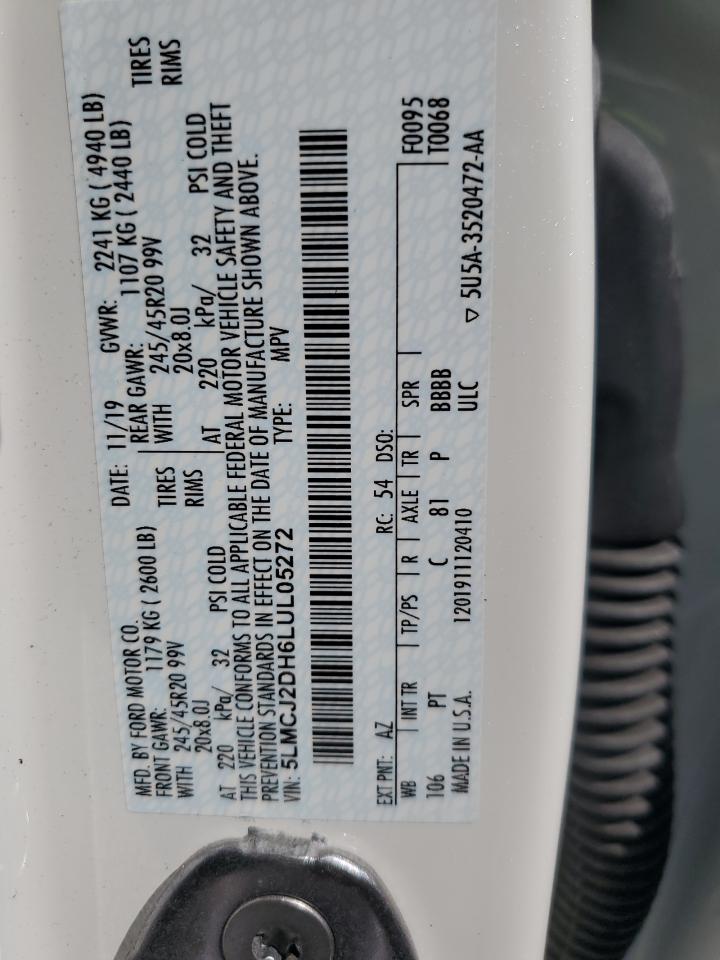 MFD. BY FORD MOTOR CO. DATE: 11/19 GVWR: 2241 KG ( 4940 LB)
FRONT GAWR: 1179 KG ( 2600 LB) REAR GAWR: 1107 KG ( 2440 LB)
WITH 245/45R20 99V TIRES WITH 245/45R20 99V TIRES
20x8.0J RIMS 20x8.0J RIMS
AT 220 kPa/ 32 PSI COLD AT 220 kPa/ 32 PSI COLD
THIS VEHICLE CONFORMS TO ALL APPLICABLE FEDERAL MOTOR VEHICLE SAFETY AND THEFT
PREVENTION STANDARDS IN EFFECT ON THE DATE OF MANUFACTURE SHOWN ABOVE.
VIN: 5LMCJ2DH6LUL05272 TYPE: MPV
EXT PNT: AZ RC: 54 DSO: F0095
WB INT TR TP/PS R AXLE TR SPR T0068
106 PT C 81 P BBBB
MADE IN U.S.A. 1201911120410 ULC ▽ 5U5A-3520472-AA